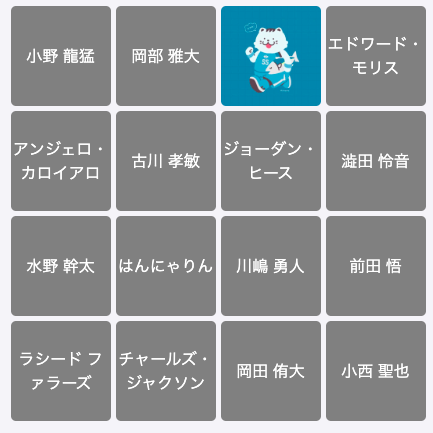 小野 龍猛
岡部 雅大
エドワード・
モリス
アンジェロ・
カロイアロ
古川 孝敏
ジョーダン・
ヒース
澁田 怜音
水野 幹太
はんにゃりん
川嶋 勇人
前田 悟
ラシード フ
ァラーズ
チャールズ・
ジャクソン
岡田 侑大
小西 聖也